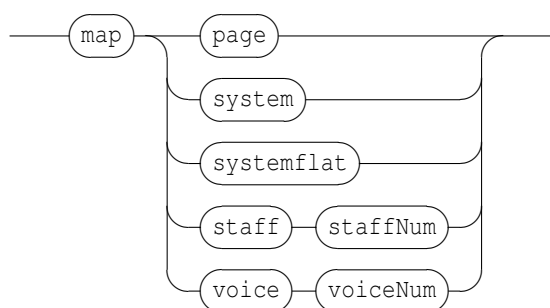 map page
system
systemflat
staff staffNum
voice voiceNum